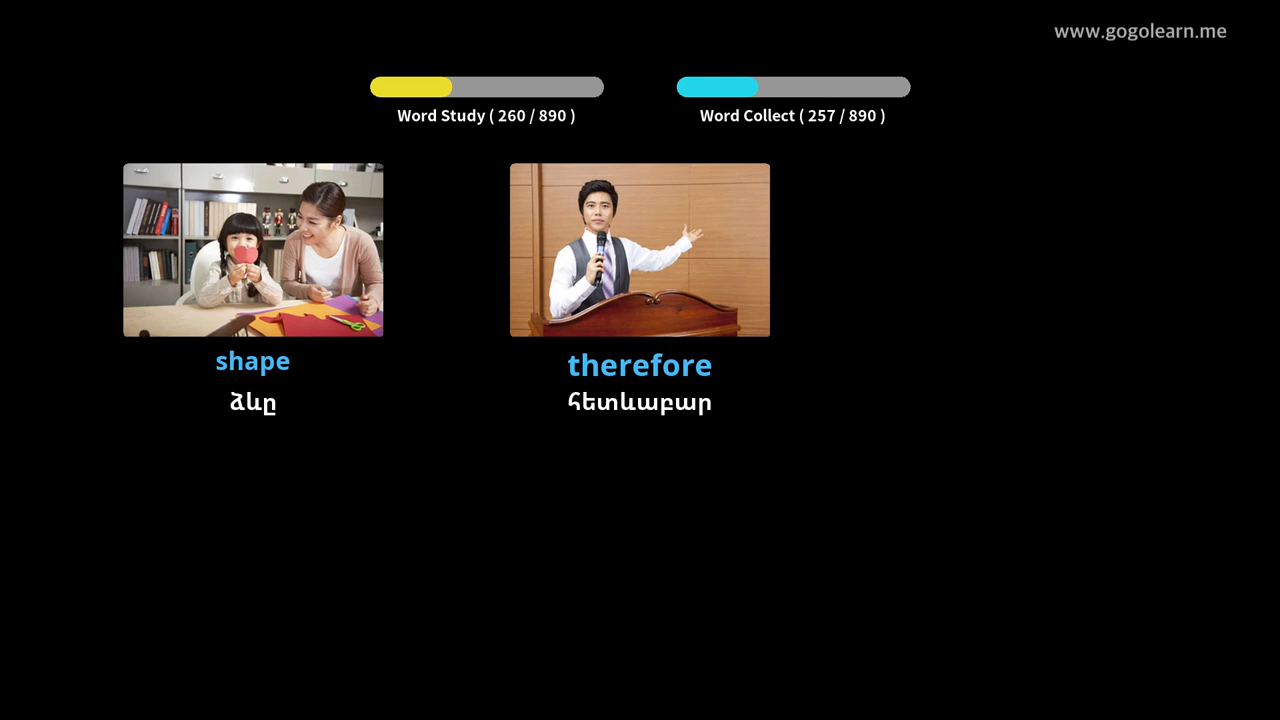 www.gogolearn.me
Word Study ( 260 / 890 )
Word Collect ( 257 / 890 )
shape
ձևը
therefore
հետևաբար